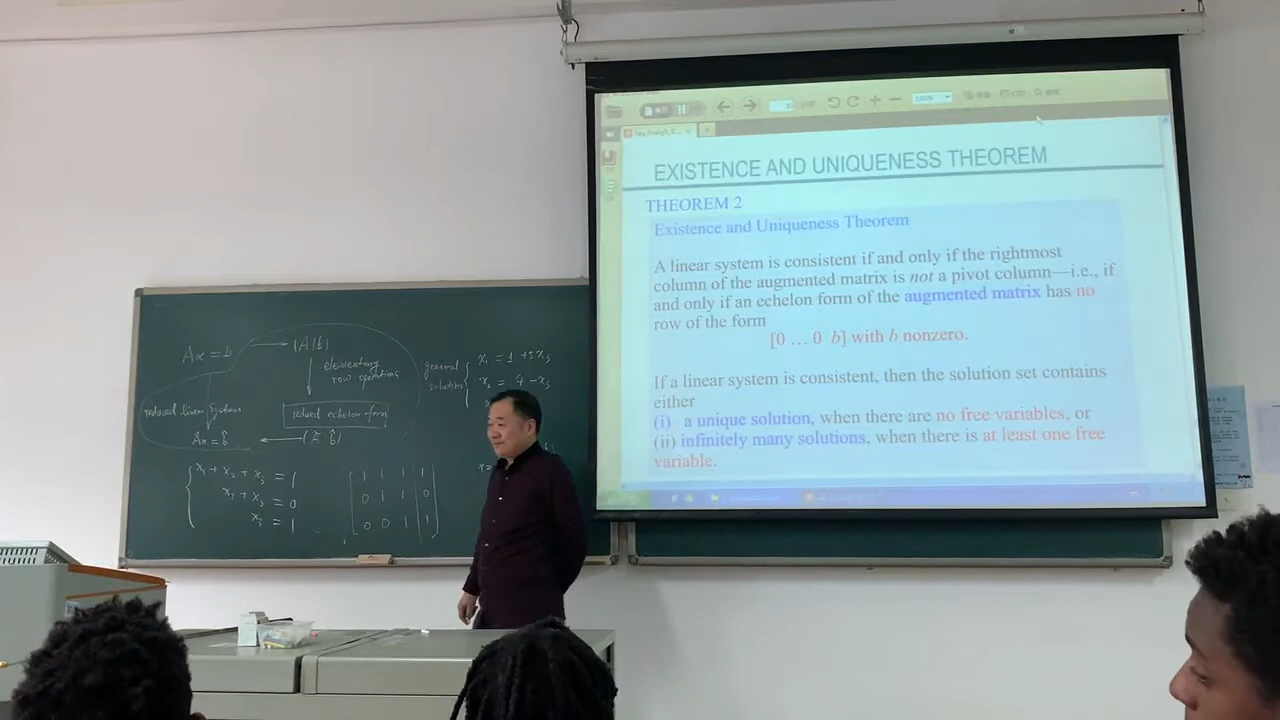 EXISTENCE AND UNIQUENESS THEOREM
THEOREM 2
Existence and Uniqueness Theorem
A linear system is consistent if and only if the rightmost
column of the augmented matrix is not a pivot column—i.e., if
and only if an echelon form of the augmented matrix has no
row of the form
[0 … 0 b] with b nonzero.
If a linear system is consistent, then the solution set contains
either
(i) a unique solution, when there are no free variables, or
(ii) infinitely many solutions, when there is at least one free
variable.
100%
Ax = b
(A|b)
elementary
row operations
reduced echelon form
reduced linear system
general
solution
x₁ = 1 + 5x₃
x₂ = 4 - x₃
x₁ + x₂ + x₃ = 1
x₃ = 1
1 1 1 1
0 1 1 0
0 0 1 1